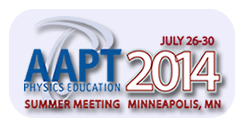 JULY 26-30
AAPT 2014
PHYSICS EDUCATION
SUMMER MEETING MINNEAPOLIS, MN